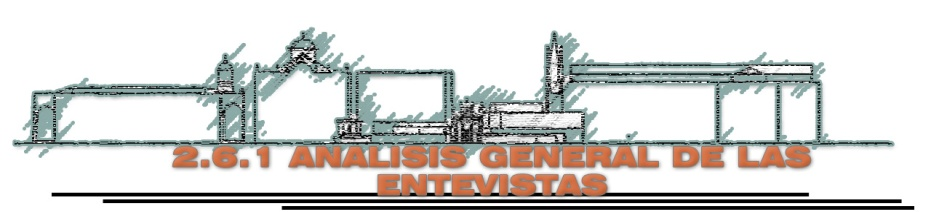 2.6.1 ANALISIS GENERAL DE LAS
ENTEVISTAS